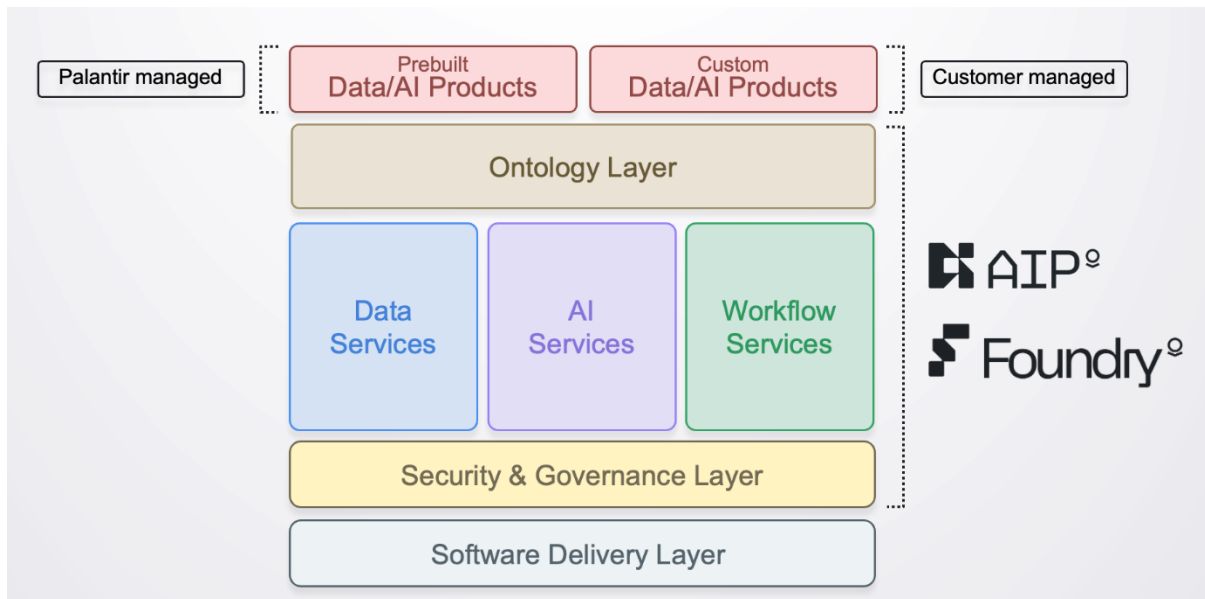 Palantir managed
Prebuilt
Data/AI Products
Custom
Data/AI Products
Customer managed
Ontology Layer
Data
Services
AI
Services
Workflow
Services
AIP
Foundry
Security & Governance Layer
Software Delivery Layer